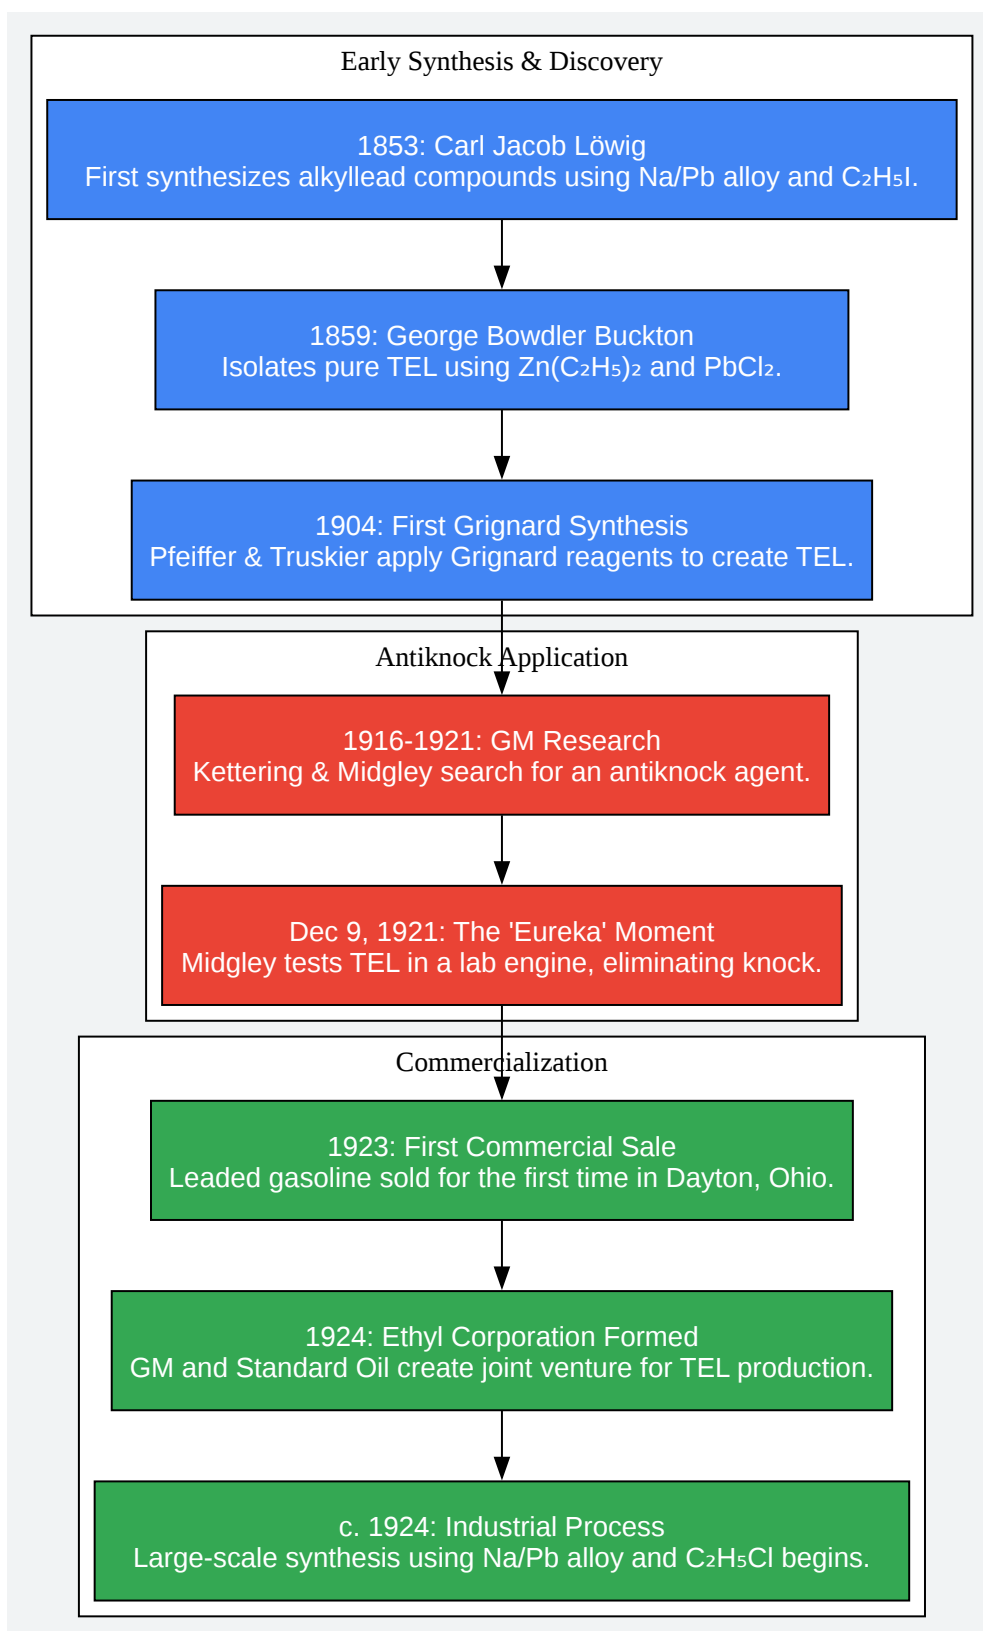 Early Synthesis & Discovery
1853: Carl Jacob Löwig
First synthesizes alkyllead compounds using Na/Pb alloy and C₂H₅I.
1859: George Bowdler Buckton
Isolates pure TEL using Zn(C₂H₅)₂ and PbCl₂.
1904: First Grignard Synthesis
Pfeiffer & Truskier apply Grignard reagents to create TEL.
Antiknock Application
1916-1921: GM Research
Kettering & Midgley search for an antiknock agent.
Dec 9, 1921: The 'Eureka' Moment
Midgley tests TEL in a lab engine, eliminating knock.
Commercialization
1923: First Commercial Sale
Leaded gasoline sold for the first time in Dayton, Ohio.
1924: Ethyl Corporation Formed
GM and Standard Oil create joint venture for TEL production.
c. 1924: Industrial Process
Large-scale synthesis using Na/Pb alloy and C₂H₅Cl begins.